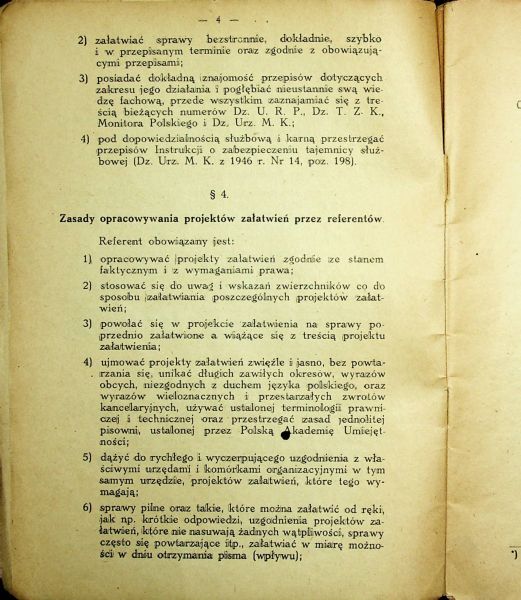 — 4 —
2) załatwiać sprawy bezstronnie, dokładnie, szybko
i w przepisanym terminie oraz zgodnie z obowiązują-
cymi przepisami;
3) posiadać dokładną znajomość przepisów dotyczących
zakresu jego działania i pogłębiać nieustannie swą wie-
dzę fachową, przede wszystkim zaznajamiać się z tre-
ścią bieżących numerów Dz. U. R. P., Dz. T. Z. K.,
Monitora Polskiego i Dz. Urz. M. K.;
4) pod dopowiedzialnością służbową i karną przestrzegać
przepisów Instrukcji o zabezpieczeniu tajemnicy służ-
bowej (Dz. Urz. M. K. z 1946 r. Nr 14, poz. 198).
§ 4.
Zasady opracowywania projektów załatwień przez referentów.
Referent obowiązany jest:
1) opracowywać projekty załatwień zgodnie ze stanem
faktycznym i z wymaganiami prawa;
2) stosować się do uwag i wskazań zwierzchników co do
sposobu załatwiania poszczególnych projektów załat-
wień;
3) powołać się w projekcie załatwienia na sprawy po-
przednio załatwione a wiążące się z treścią projektu
załatwienia;
4) ujmować projekty załatwień zwięźle i jasno, bez powta-
rzania się, unikać długich zawiłych okresów, wyrazów
obcych, niezgodnych z duchem języka polskiego, oraz
wyrazów wieloznacznych i przestarzałych zwrotów
kancelaryjnych, używać ustalonej terminologii prawni-
czej i technicznej oraz przestrzegać zasad jednolitej
pisowni, ustalonej przez Polską Akademię Umiejęt-
ności;
5) dążyć do rychłego i wyczerpującego uzgodnienia z wła-
ściwymi urzędami i komórkami organizacyjnymi w tym
samym urzędzie, projektów załatwień, które tego wy-
magają;
6) sprawy pilne oraz takie, które można załatwić od ręki,
jak np. krótkie odpowiedzi, uzgodnienia projektów za-
łatwień, które nie nasuwają żadnych wątpliwości, sprawy
często się powtarzające itp., załatwiać w miarę możno-
ści w dniu otrzymania pisma (wpływu);
*)